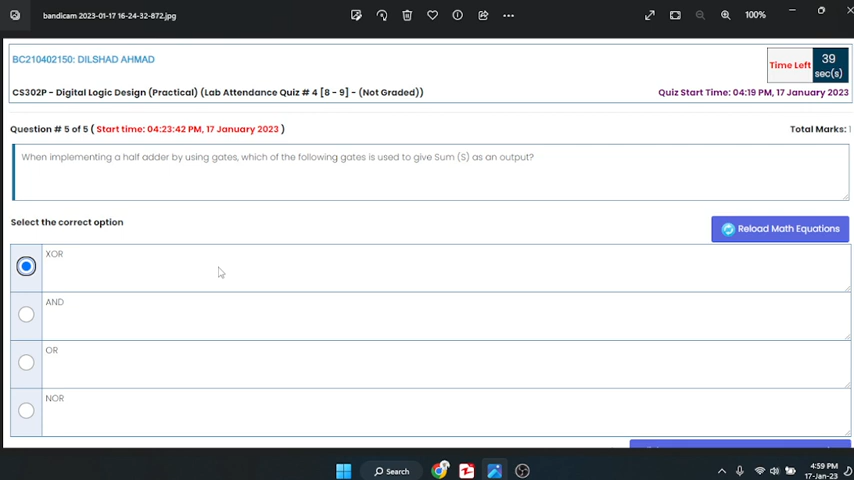 bandicam 2023-01-17 16-24-32-872.jpg
100%
BC210402150: DILSHAD AHMAD
Time Left
39
sec(s)
CS302P - Digital Logic Design (Practical) (Lab Attendance Quiz # 4 [8 - 9] - (Not Graded))
Quiz Start Time: 04:19 PM, 17 January 2023
Question # 5 of 5 ( Start time: 04:23:42 PM, 17 January 2023 )
Total Marks: 1
When implementing a half adder by using gates, which of the following gates is used to give Sum (S) as an output?
Select the correct option
Reload Math Equations
XOR
AND
OR
NOR
Search
4:59 PM
17-Jan-23